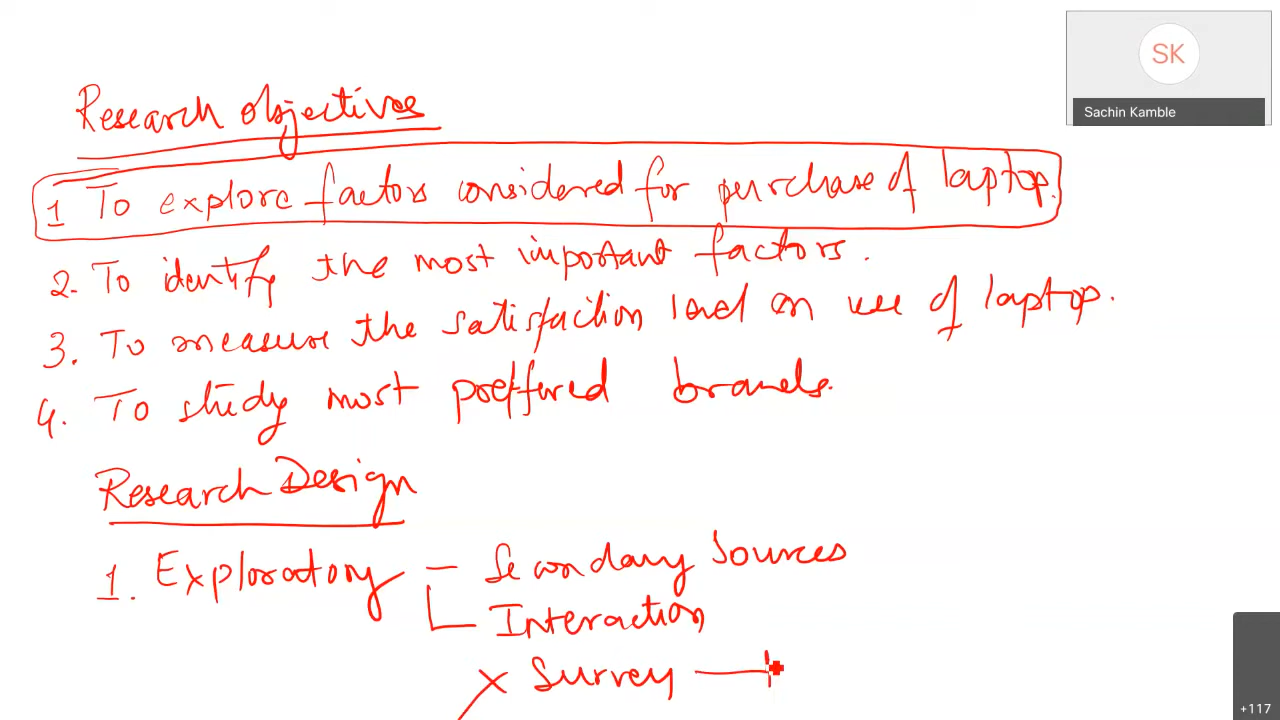 SK
Sachin Kamble
Research Objectives
1 To explore factors considered for purchase of laptop.
2. To identify the most important factors.
3. To measure the satisfaction level on use of laptop.
4. To study most preffered brands.
Research Design
1. Exploratory - Secondary Sources
Interaction
x Survey
+117